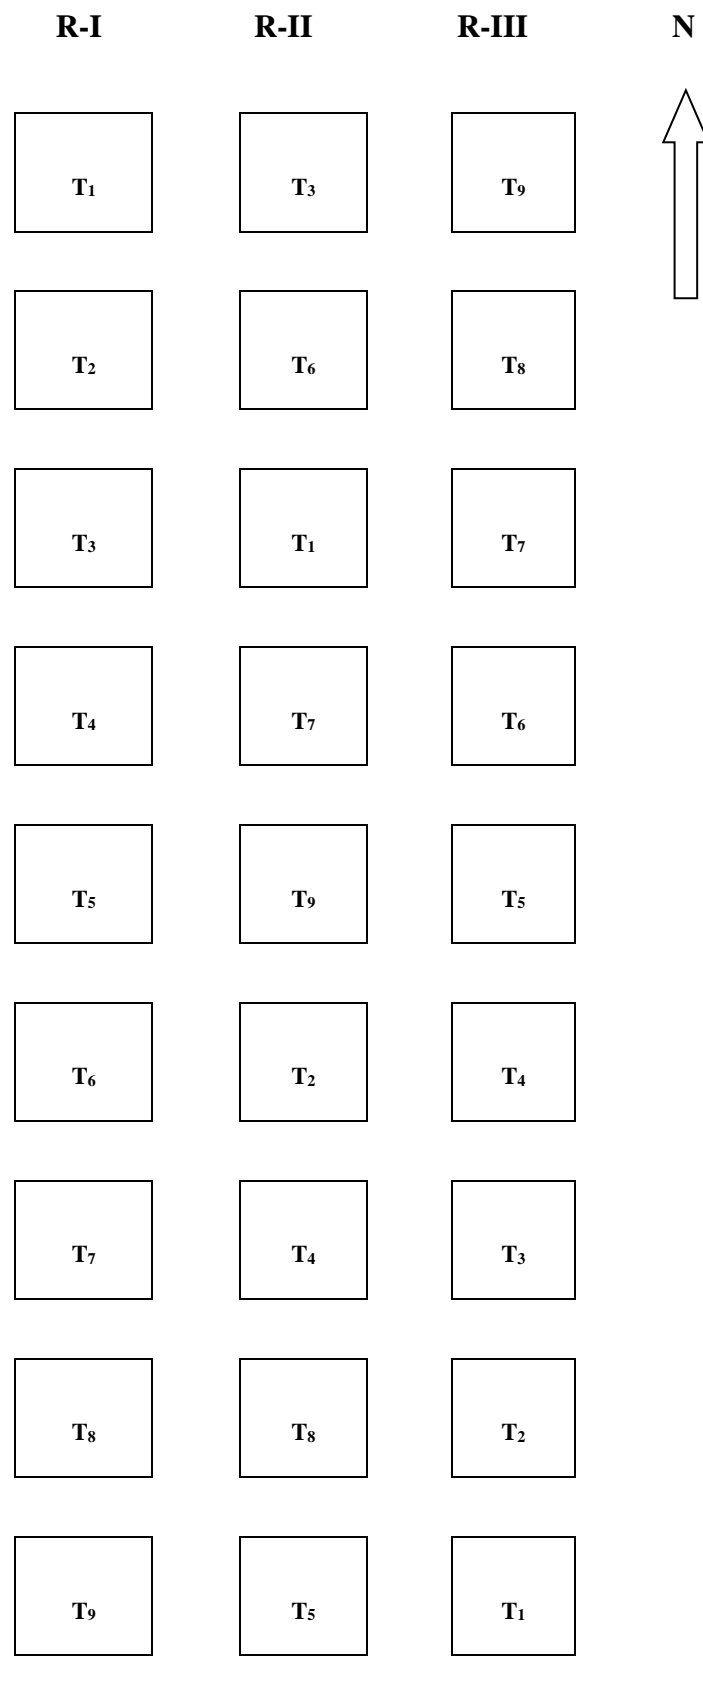 R-I R-II R-III N
T₁ T₃ T₉
T₂ T₆ T₈
T₃ T₁ T₇
T₄ T₇ T₆
T₅ T₉ T₅
T₆ T₂ T₄
T₇ T₄ T₃
T₈ T₈ T₂
T₉ T₅ T₁